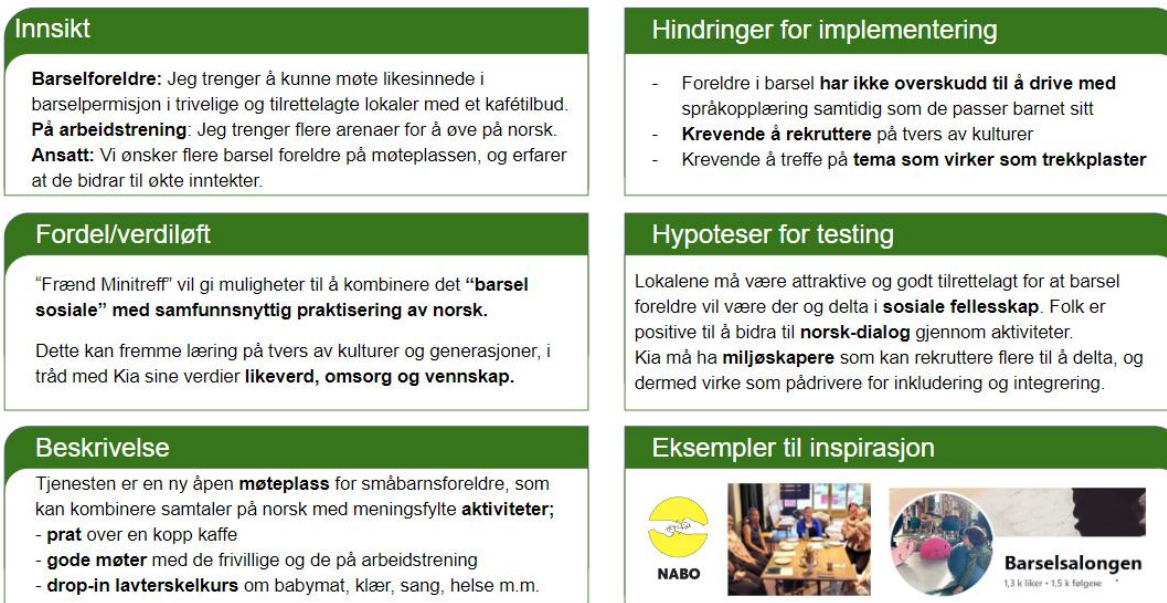 Innsikt
Barselforeldre: Jeg trenger å kunne møte likesinnede i
barselpermisjon i trivelige og tilrettelagte lokaler med et kafétilbud.
På arbeidstrening: Jeg trenger flere arenaer for å øve på norsk.
Ansatt: Vi ønsker flere barsel foreldre på møteplassen, og erfarer
at de bidrar til økte inntekter.
Hindringer for implementering
- Foreldre i barsel har ikke overskudd til å drive med
språkopplæring samtidig som de passer barnet sitt
- Krevende å rekruttere på tvers av kulturer
- Krevende å treffe på tema som virker som trekkplaster
Fordel/verdiløft
“Frænd Minitreff” vil gi muligheter til å kombinere det “barsel
sosiale” med samfunnsnyttig praktisering av norsk.
Dette kan fremme læring på tvers av kulturer og generasjoner, i
tråd med Kia sine verdier likeverd, omsorg og vennskap.
Hypoteser for testing
Lokalene må være attraktive og godt tilrettelagt for at barsel
foreldre vil være der og delta i sosiale fellesskap. Folk er
positive til å bidra til norsk-dialog gjennom aktiviteter.
Kia må ha miljøskapere som kan rekruttere flere til å delta, og
dermed virke som pådrivere for inkludering og integrering.
Beskrivelse
Tjenesten er en ny åpen møteplass for småbarnsforeldre, som
kan kombinere samtaler på norsk med meningsfylte aktiviteter;
- prat over en kopp kaffe
- gode møter med de frivillige og de på arbeidstrening
- drop-in lavterskelkurs om babymat, klær, sang, helse m.m.
Eksempler til inspirasjon
NABO
Barselsalongen
1,3 k liker • 1,5 k følgere